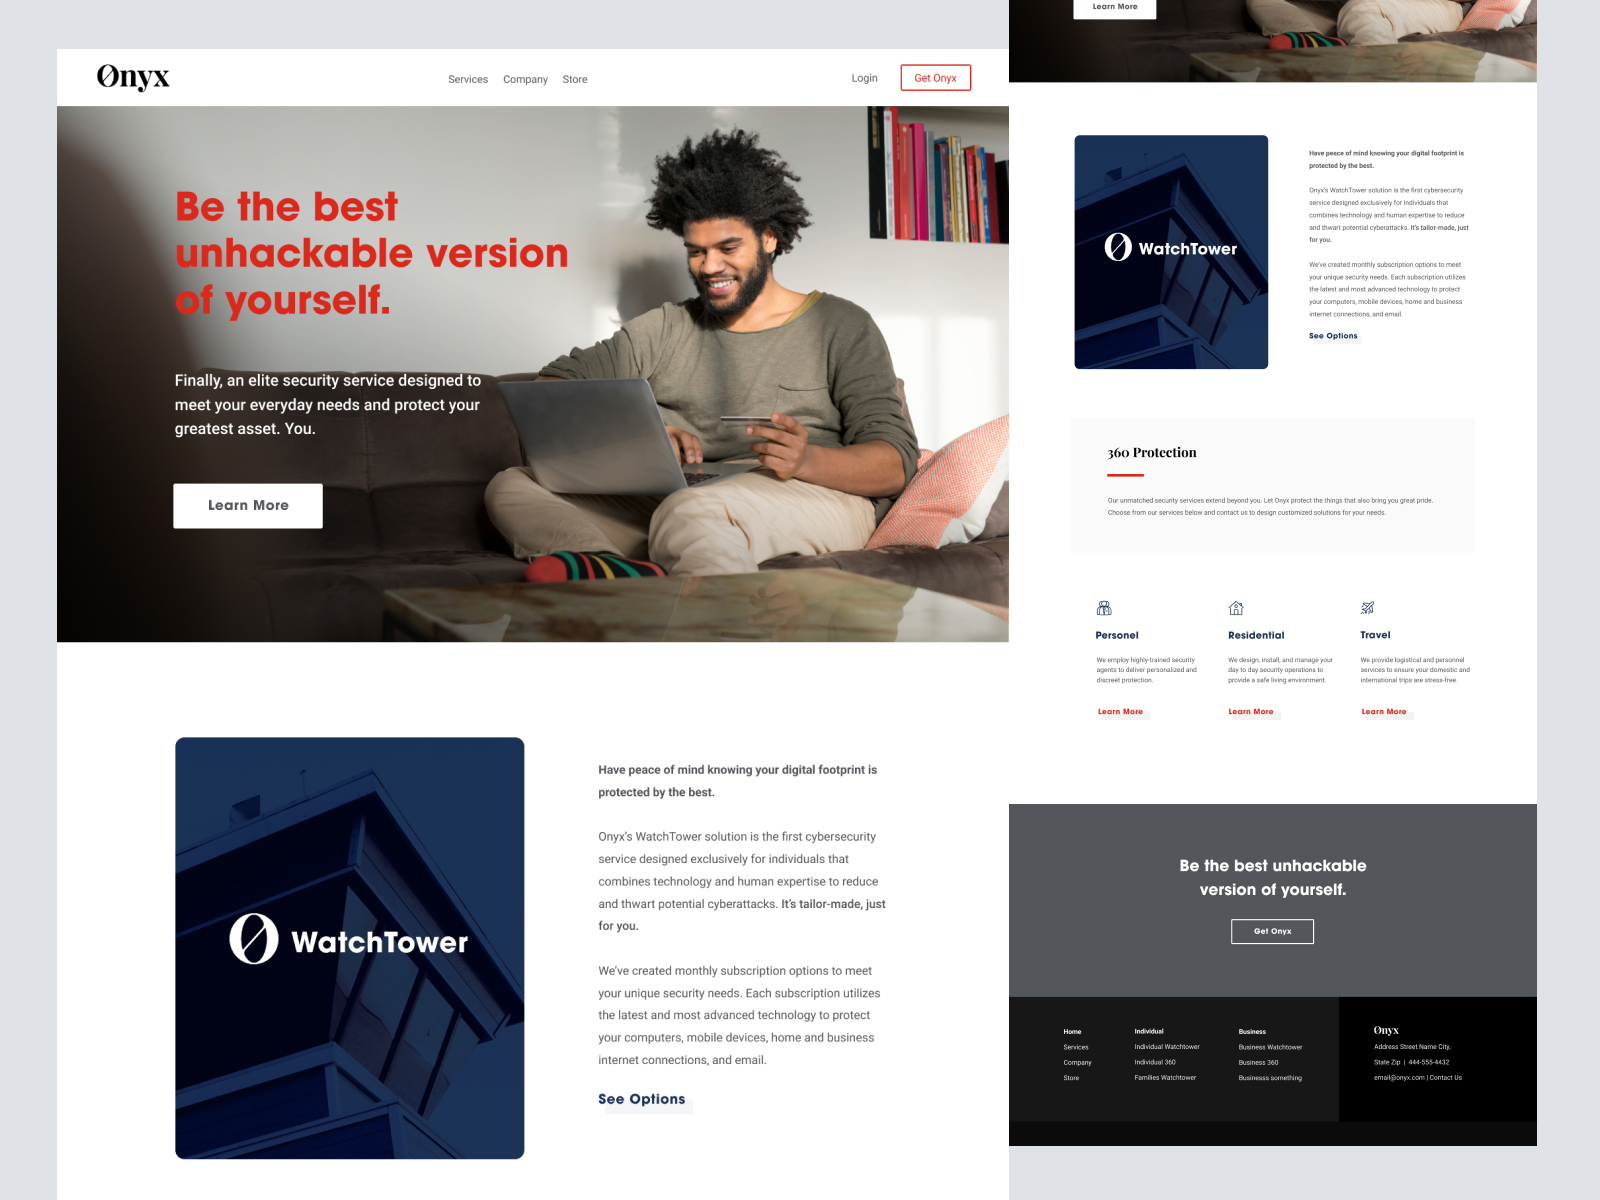 Ønyx
Services Company Store
Login
Get Onyx
Be the best
unhackable version
of yourself.
Finally, an elite security service designed to
meet your everyday needs and protect your
greatest asset. You.
Learn More
WatchTower
Have peace of mind knowing your digital footprint is
protected by the best.
Onyx's WatchTower solution is the first cybersecurity
service designed exclusively for individuals that
combines technology and human expertise to reduce
and thwart potential cyberattacks. It's tailor-made, just
for you.
We've created monthly subscription options to meet
your unique security needs. Each subscription utilizes
the latest and most advanced technology to protect
your computers, mobile devices, home and business
internet connections, and email.
See Options
Learn More
WatchTower
Have peace of mind knowing your digital footprint is
protected by the best.
Onyx's WatchTower solution is the first cybersecurity
service designed exclusively for individuals that
combines technology and human expertise to reduce
and thwart potential cyberattacks. It's tailor-made, just
for you.
We've created monthly subscription options to meet
your unique security needs. Each subscription utilizes
the latest and most advanced technology to protect
your computers, mobile devices, home and business
internet connections, and email.
See Options
360 Protection
Our unmatched security services extend beyond you. Let Onyx protect the things that also bring you great pride.
Choose from our services below and contact us to design customized solutions for your needs.
Personel
We employ highly-trained security
agents to deliver personalized and
discreet protection.
Learn More
Residential
We design, install, and manage your
day to day security operations to
provide a safe living environment.
Learn More
Travel
We provide logistical and personnel
services to ensure your domestic and
international trips are stress-free.
Learn More
Be the best unhackable
version of yourself.
Get Onyx
Home
Services
Company
Store
Individual
Individual Watchtower
Individual 360
Families Watchtower
Business
Business Watchtower
Business 360
Businesss something
Ønyx
Address Street Name City,
State Zip | 444-555-4432
email@onyx.com | Contact Us